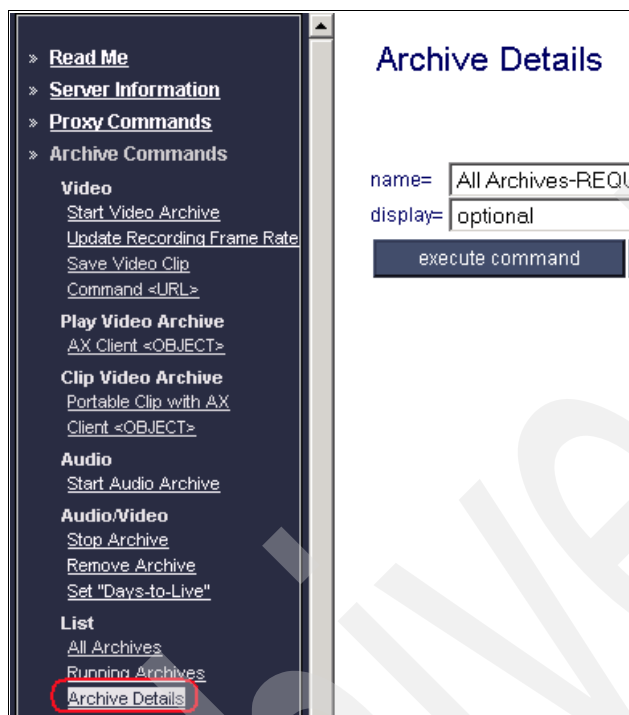 » Read Me
» Server Information
» Proxy Commands
» Archive Commands
Video
Start Video Archive
Update Recording Frame Rate
Save Video Clip
Command <URL>
Play Video Archive
AX Client <OBJECT>
Clip Video Archive
Portable Clip with AX
Client <OBJECT>
Audio
Start Audio Archive
Audio/Video
Stop Archive
Remove Archive
Set "Days-to-Live"
List
All Archives
Running Archives
Archive Details
Archive Details
name= All Archives-REQU
display= optional
execute command